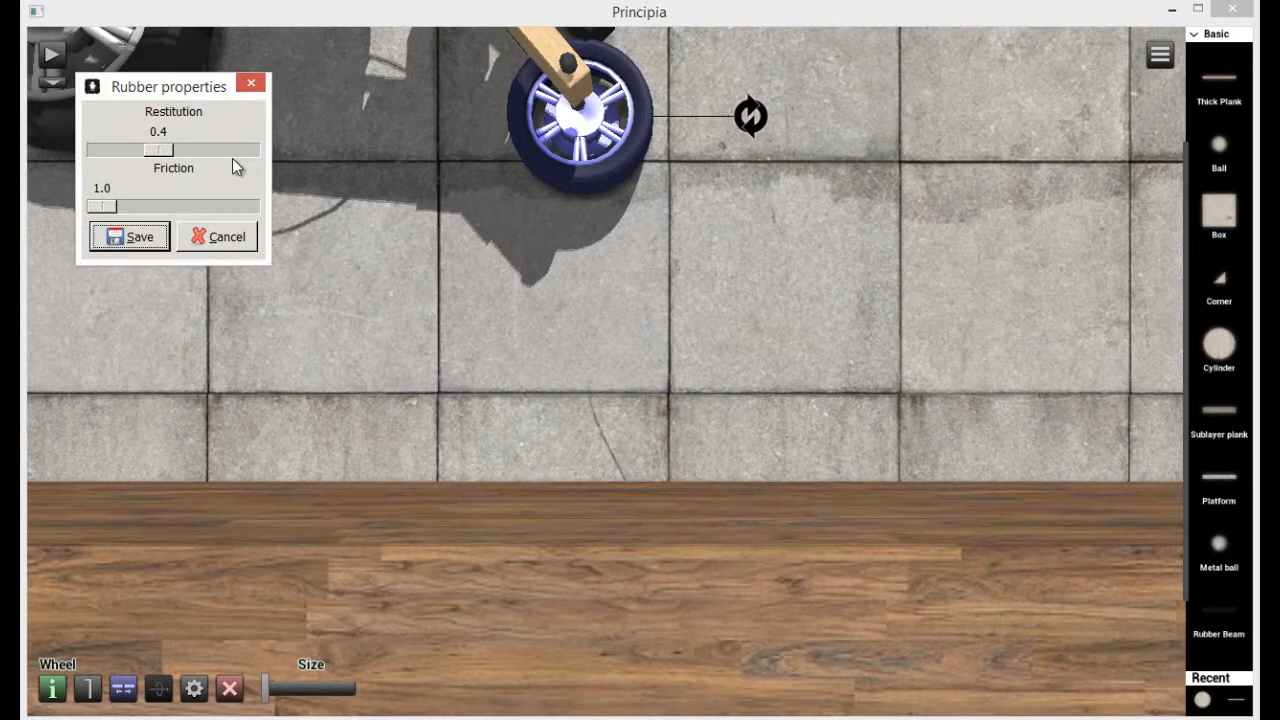 Principia
Rubber properties
Restitution
0.4
Friction
1.0
Save
Cancel
Basic
Thick Plank
Ball
Box
Corner
Cylinder
Sublayer plank
Platform
Metal ball
Rubber Beam
Recent
Wheel
Size